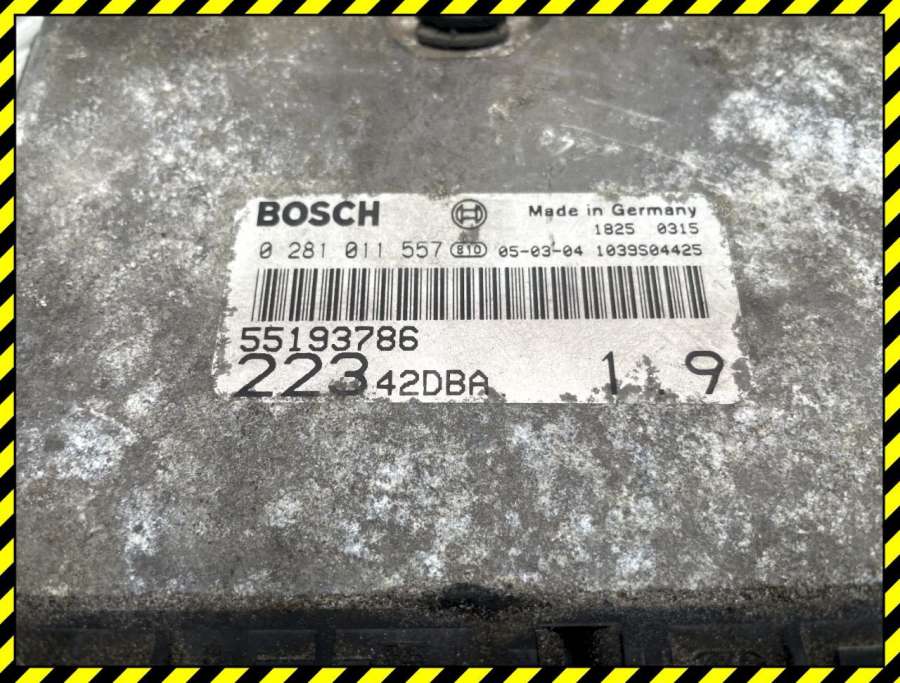 BOSCH
Made in Germany
1825 0315
0 281 011 557 810 05-03-04 1039S04425
55193786
223 42DBA 1.9